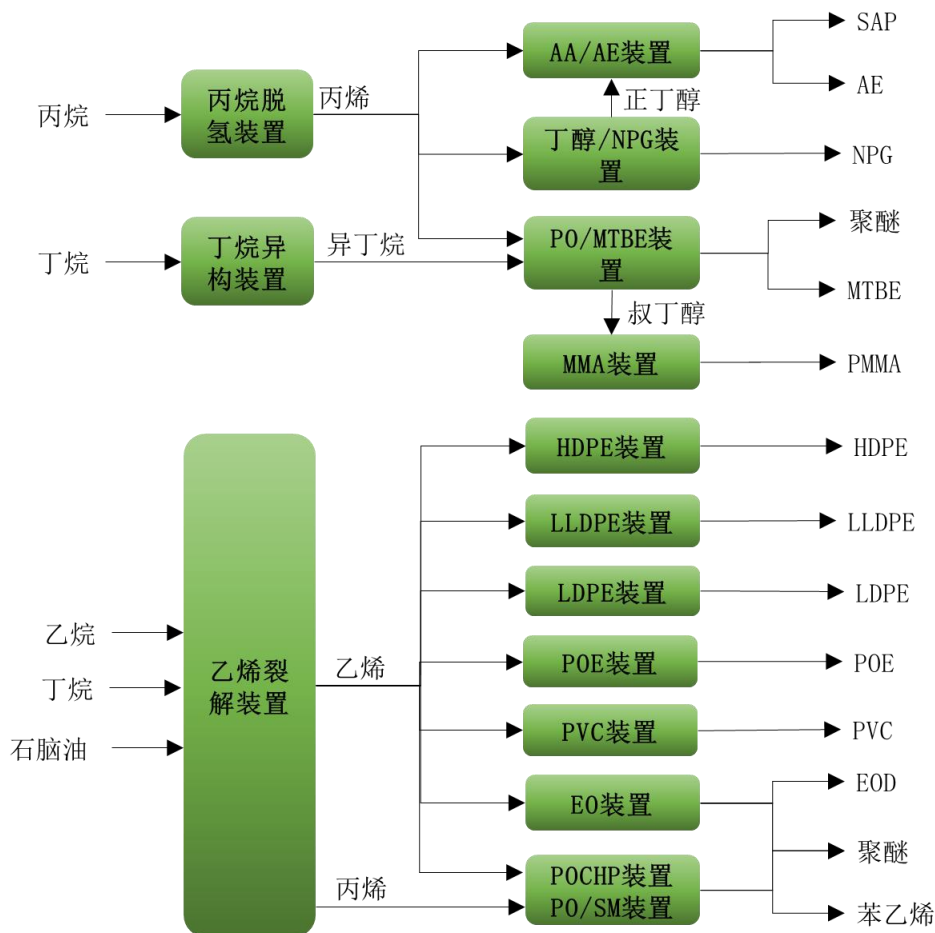 丙烷
丙烷脱
氢装置
丙烯
AA/AE装置
SAP
AE
正丁醇
丁醇/NPG装
置
NPG
丁烷
丁烷异
构装置
异丁烷
PO/MTBE装
置
聚醚
MTBE
叔丁醇
MMA装置
PMMA
乙烷
丁烷
石脑油
乙烯裂
解装置
乙烯
丙烯
HDPE装置
HDPE
LLDPE装置
LLDPE
LDPE装置
LDPE
POE装置
POE
PVC装置
PVC
EO装置
EOD
聚醚
POCHP装置
PO/SM装置
苯乙烯